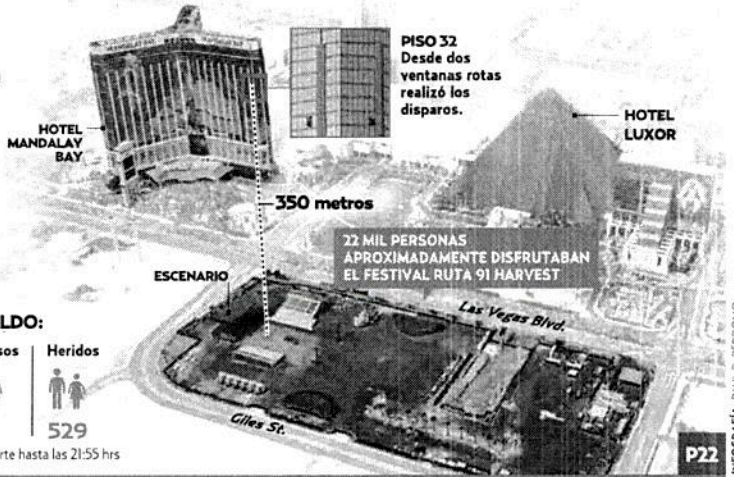 PISO 32
Desde dos
ventanas rotas
realizó los
disparos.
HOTEL
MANDALAY
BAY
HOTEL
LUXOR
350 metros
22 MIL PERSONAS
APROXIMADAMENTE DISFRUTABAN
EL FESTIVAL RUTA 91 HARVEST
ESCENARIO
Las Vegas Blvd.
LDO:
sos
Heridos
529
Giles St.
rte hasta las 21:55 hrs
P22